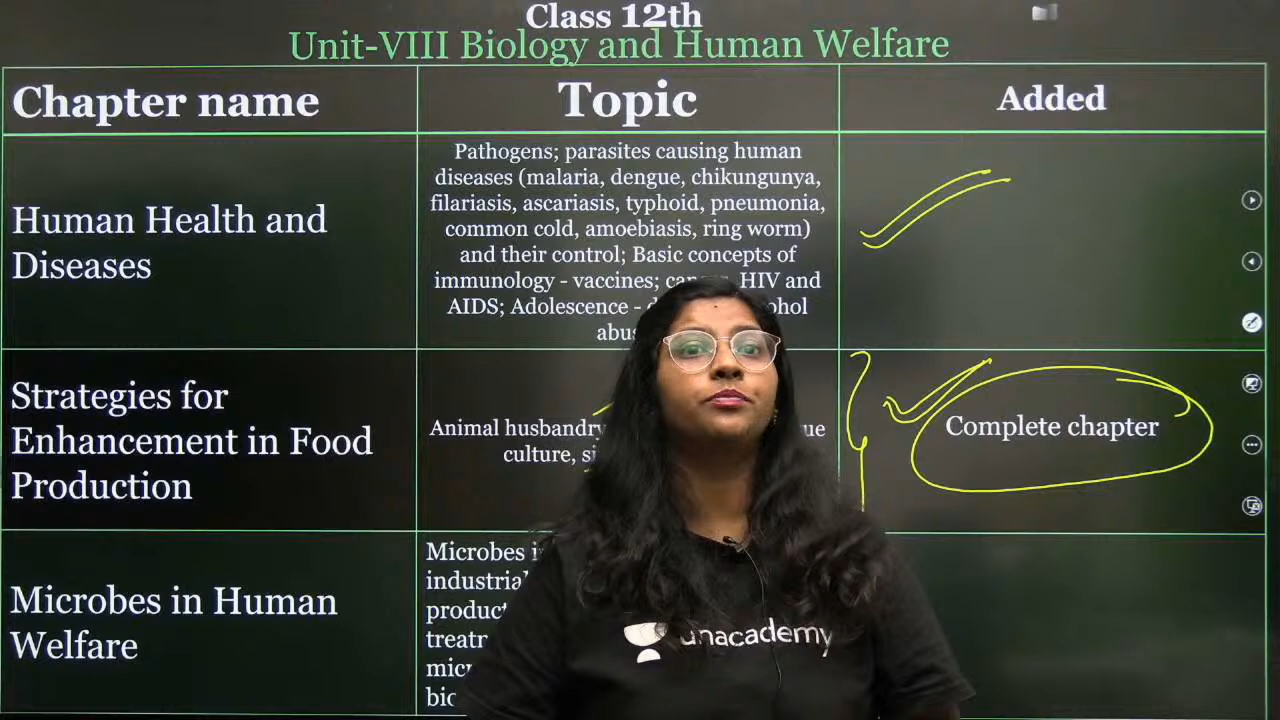 Class 12th
Unit-VIII Biology and Human Welfare
Chapter name
Topic
Added
Human Health and
Diseases
Pathogens; parasites causing human
diseases (malaria, dengue, chikungunya,
filariasis, ascariasis, typhoid, pneumonia,
common cold, amoebiasis, ring worm)
and their control; Basic concepts of
immunology - vaccines; HIV and
AIDS; Adolescence -
Strategies for
Enhancement in Food
Production
Animal husbandry
culture,
Complete chapter
Microbes in Human
Welfare
Microbes
industrial
unacademy